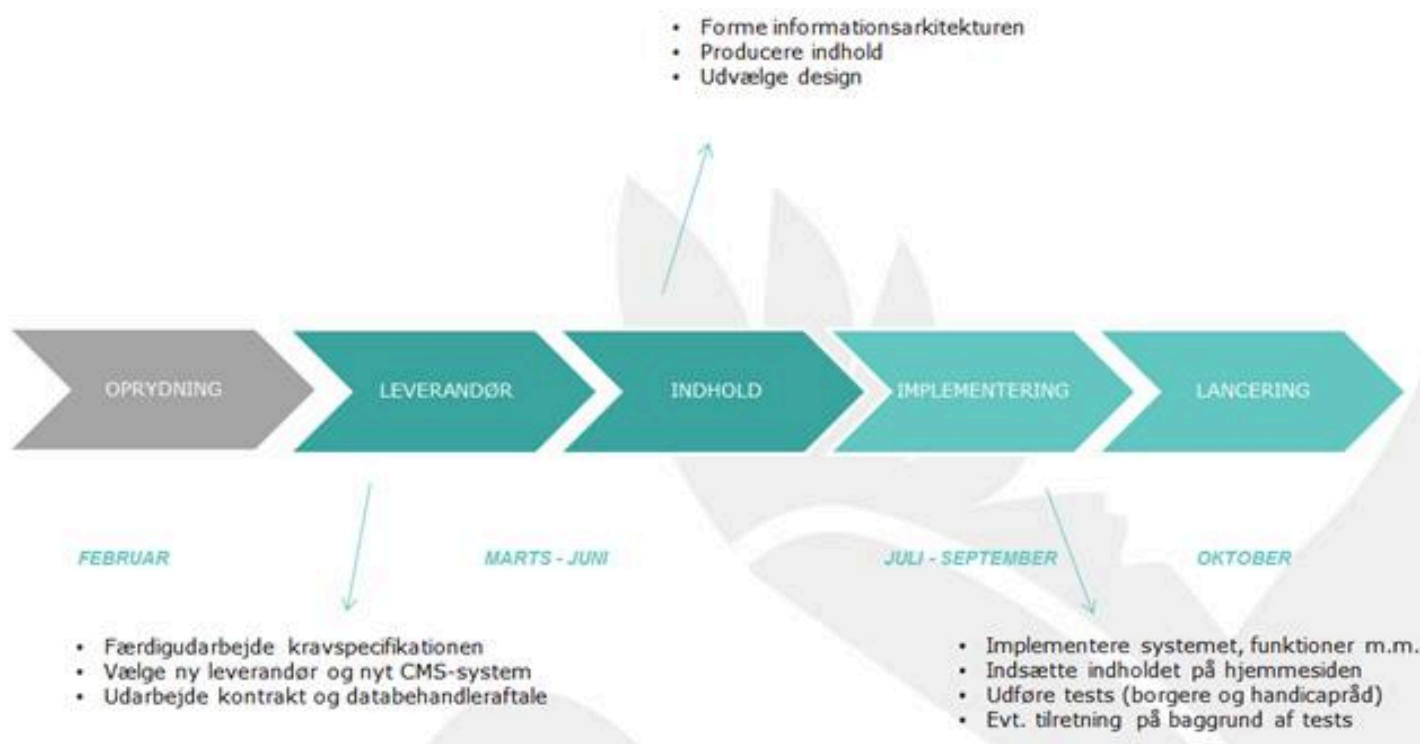 • Forme informationsarkitekturen
• Producere indhold
• Udvælge design
OPRYDNING
LEVERANDØR
INDHOLD
IMPLEMENTERING
LANCERING
FEBRUAR
MARTS - JUNI
JULI - SEPTEMBER
OKTOBER
• Færdigudarbejde kravspecifikationen
• Vælge ny leverandør og nyt CMS-system
• Udarbejde kontrakt og databehandleraftale
• Implementere systemet, funktioner m.m.
• Indsætte indholdet på hjemmesiden
• Udføre tests (borgere og handicapråd)
• Evt. tilretning på baggrund af tests